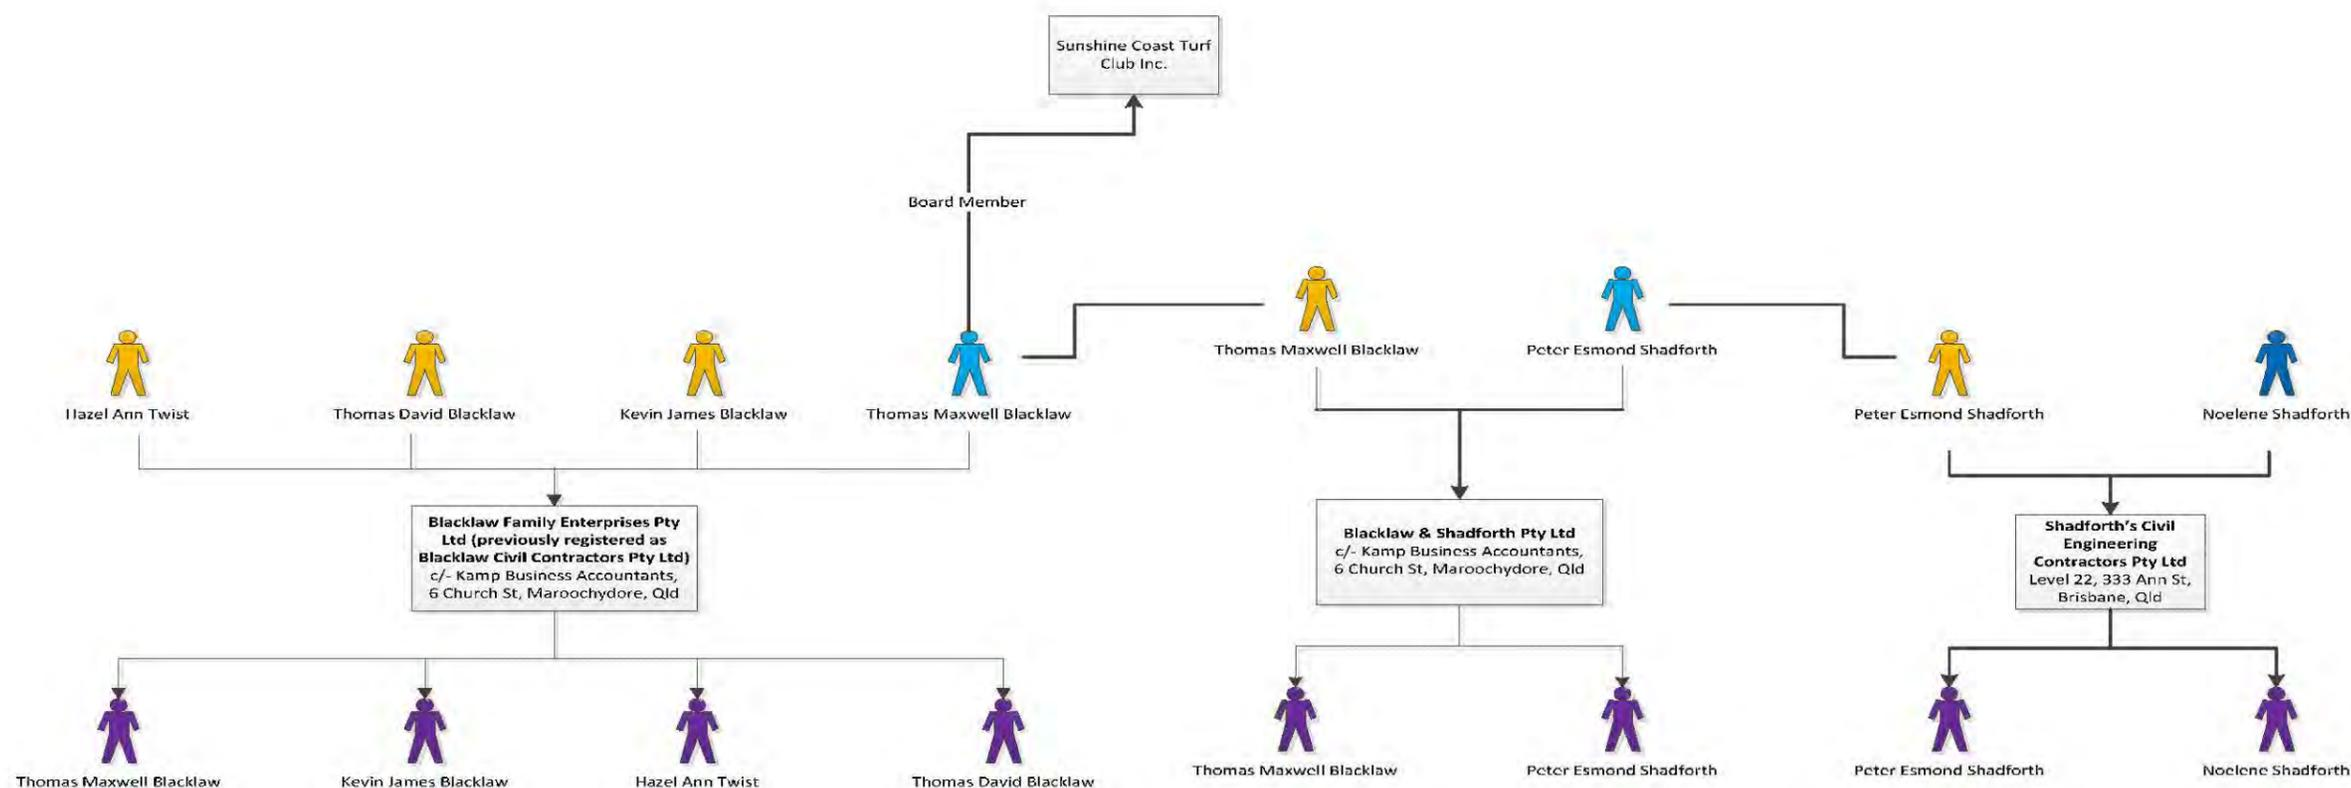 Sunshine Coast Turf
Club Inc.
Board Member
Thomas Maxwell Blacklaw
Peter Esmond Shadforth
Hazel Ann Twist
Thomas David Blacklaw
Kevin James Blacklaw
Thomas Maxwell Blacklaw
Peter Esmond Shadforth
Noelene Shadforth
Blacklaw Family Enterprises Pty
Ltd (previously registered as
Blacklaw Civil Contractors Pty Ltd)
c/- Kamp Business Accountants,
6 Church St, Maroochydore, Qld
Blacklaw & Shadforth Pty Ltd
c/- Kamp Business Accountants,
6 Church St, Maroochydore, Qld
Shadforth's Civil
Engineering
Contractors Pty Ltd
Level 22, 333 Ann St,
Brisbane, Qld
Thomas Maxwell Blacklaw
Kevin James Blacklaw
Hazel Ann Twist
Thomas David Blacklaw
Thomas Maxwell Blacklaw
Peter Esmond Shadforth
Peter Esmond Shadforth
Noelene Shadforth